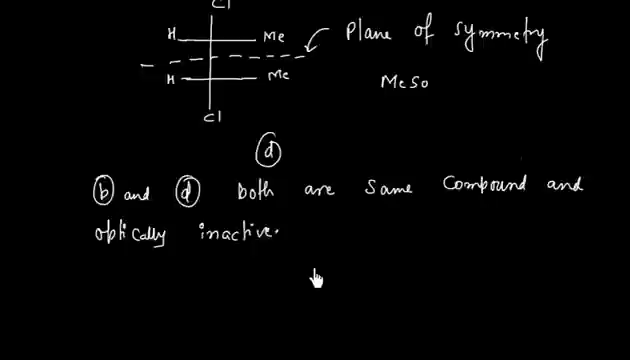 Cl
H Me Plane of symmetry
H Me Meso
Cl
(d)
(b) and (d) both are same compound and
optically inactive.